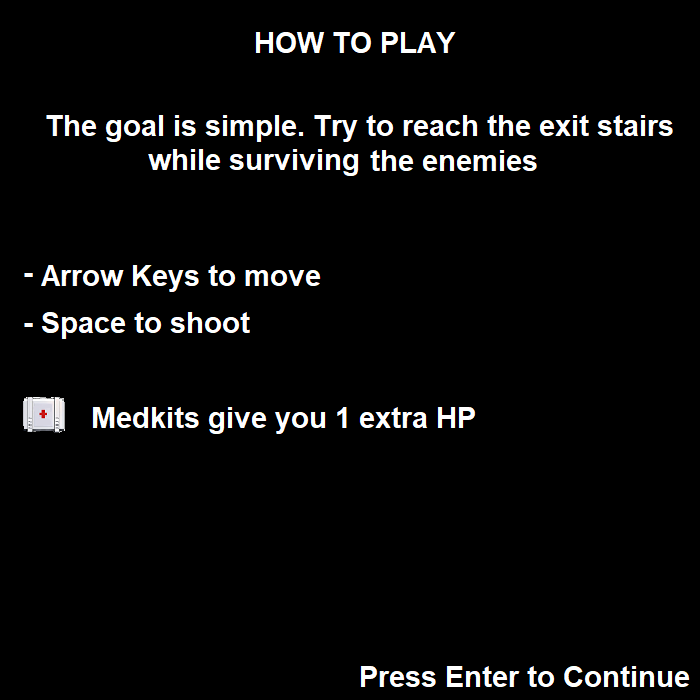 HOW TO PLAY
The goal is simple. Try to reach the exit stairs
while surviving the enemies
- Arrow Keys to move
- Space to shoot
Medkits give you 1 extra HP
Press Enter to Continue